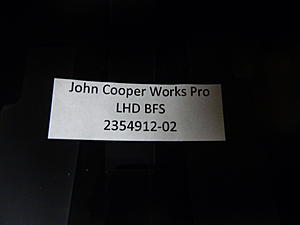 John Cooper Works Pro
LHD BFS
2354912-02